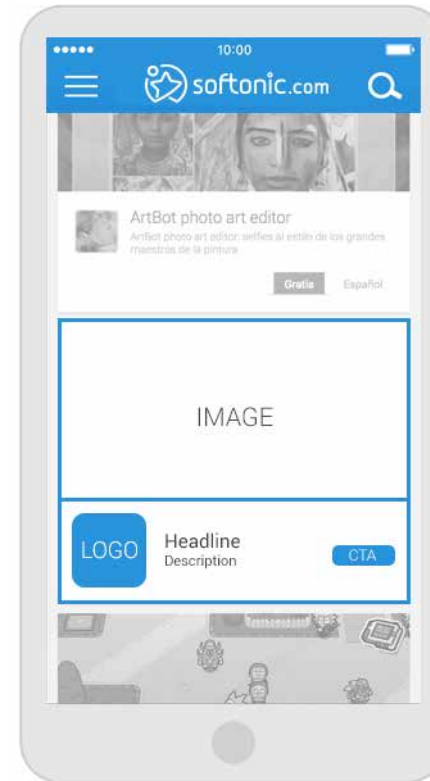 10:00
softonic.com
ArtBot photo art editor
ArtBot photo art editor: selfies al estilo de los grandes
maestros de la pintura
Gratis Español
IMAGE
LOGO
Headline
Description
CTA